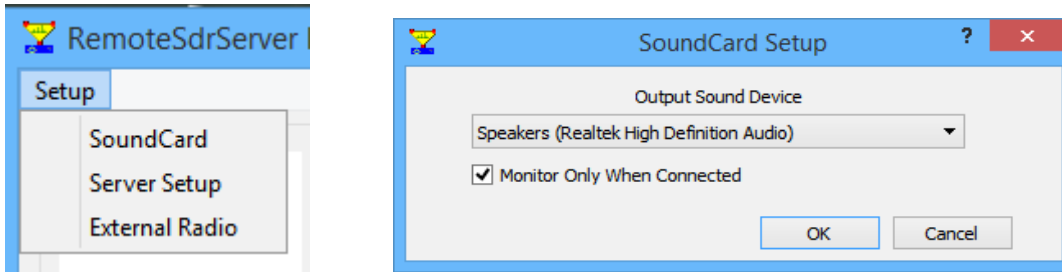 RemoteSdrServer
Setup
SoundCard
Server Setup
External Radio
SoundCard Setup
?
Output Sound Device
Speakers (Realtek High Definition Audio)
Monitor Only When Connected
OK Cancel